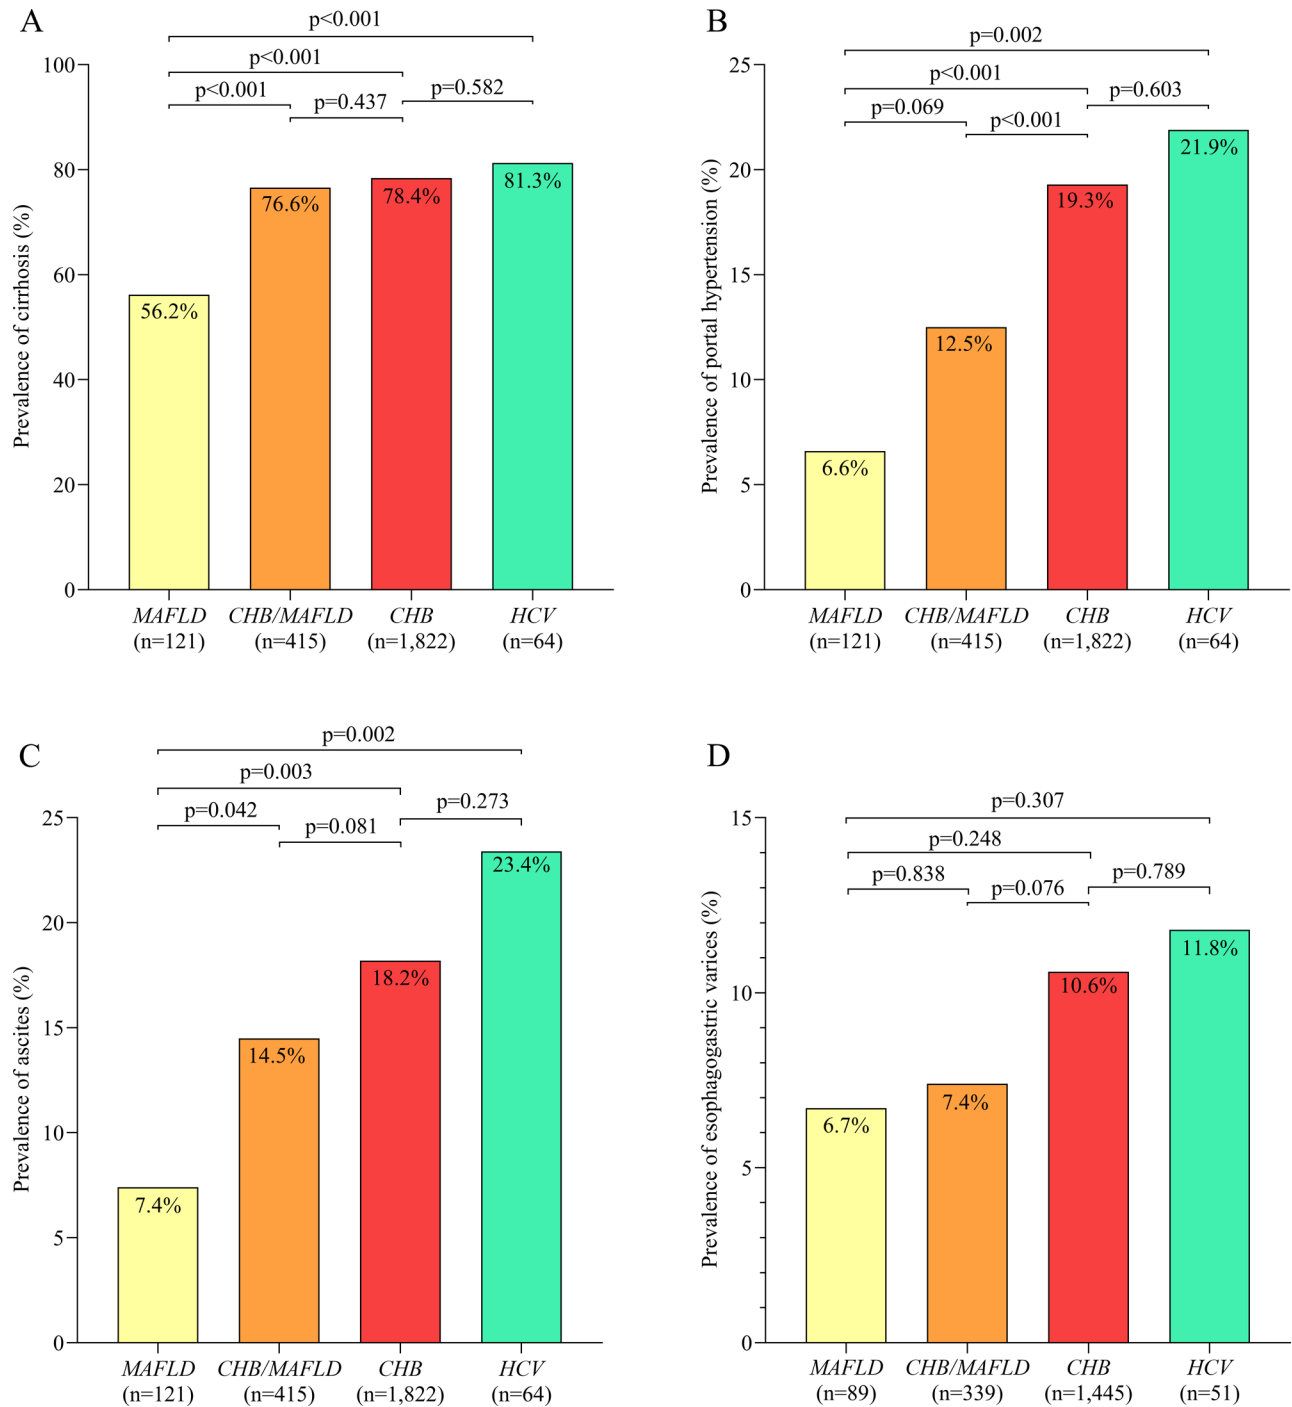 A
p<0.001
p<0.001
p<0.001
p=0.437
p=0.582
Prevalence of cirrhosis (%)
100
80
60
40
20
0
56.2%
76.6%
78.4%
81.3%
MAFLD CHB/MAFLD CHB HCV
(n=121) (n=415) (n=1,822) (n=64)
B
p=0.002
p<0.001
p=0.069
p<0.001
p=0.603
Prevalence of portal hypertension (%)
25
20
15
10
5
0
6.6%
12.5%
19.3%
21.9%
MAFLD CHB/MAFLD CHB HCV
(n=121) (n=415) (n=1,822) (n=64)
C
p=0.002
p=0.003
p=0.042
p=0.081
p=0.273
Prevalence of ascites (%)
25
20
15
10
5
0
7.4%
14.5%
18.2%
23.4%
MAFLD CHB/MAFLD CHB HCV
(n=121) (n=415) (n=1,822) (n=64)
D
p=0.307
p=0.248
p=0.838
p=0.076
p=0.789
Prevalence of esophagogastric varices (%)
15
10
5
0
6.7%
7.4%
10.6%
11.8%
MAFLD CHB/MAFLD CHB HCV
(n=89) (n=339) (n=1,445) (n=51)